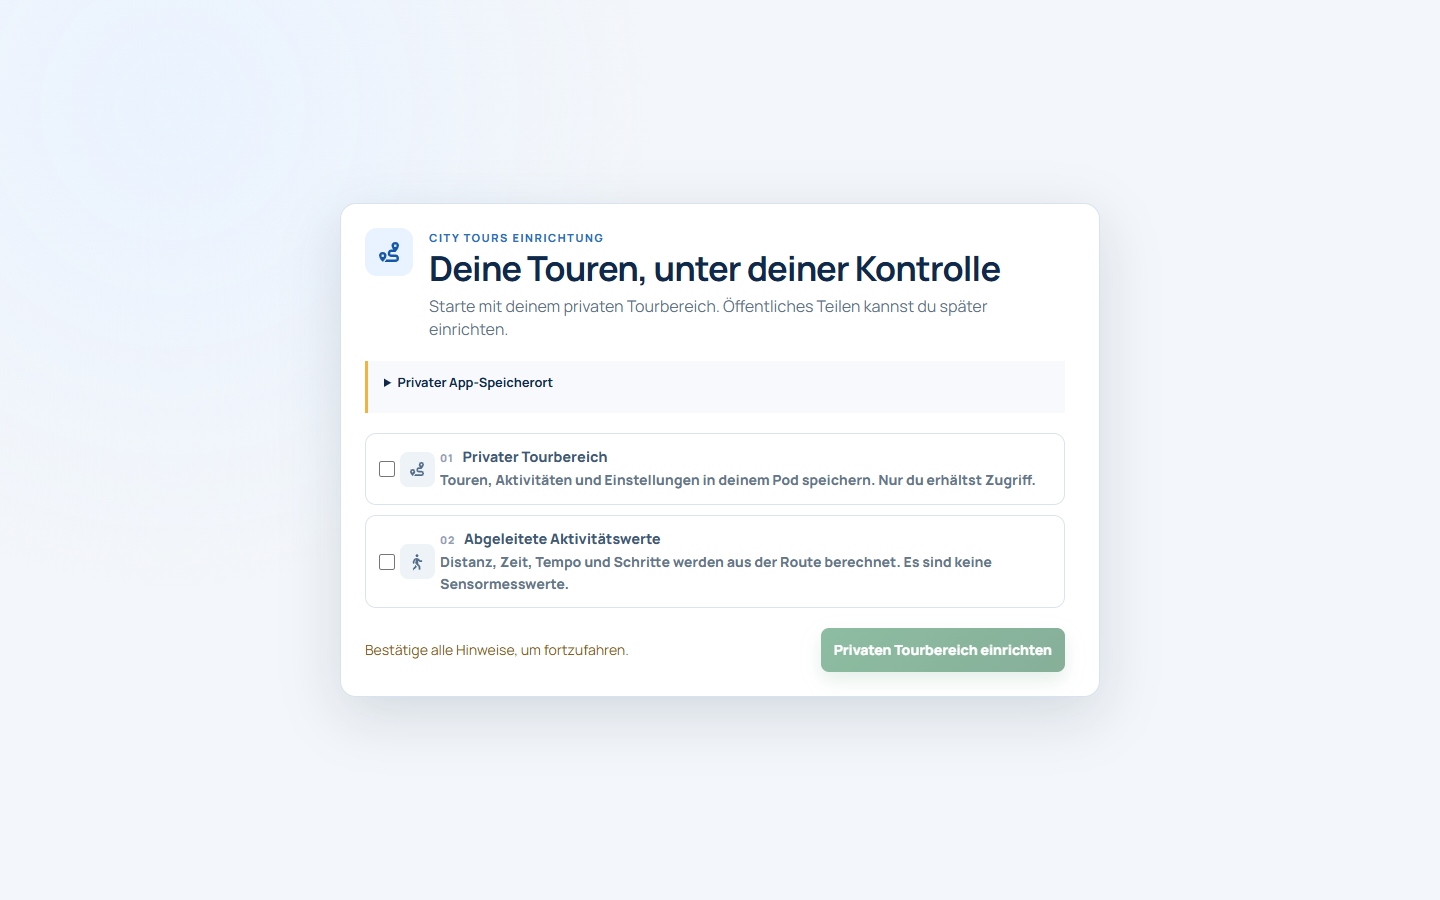 CITY TOURS EINRICHTUNG
Deine Touren, unter deiner Kontrolle
Starte mit deinem privaten Tourbereich. Öffentliches Teilen kannst du später
einrichten.
Privater App-Speicherort
01 Privater Tourbereich
Touren, Aktivitäten und Einstellungen in deinem Pod speichern. Nur du erhältst Zugriff.
02 Abgeleitete Aktivitätswerte
Distanz, Zeit, Tempo und Schritte werden aus der Route berechnet. Es sind keine
Sensormesswerte.
Bestätige alle Hinweise, um fortzufahren.
Privaten Tourbereich einrichten